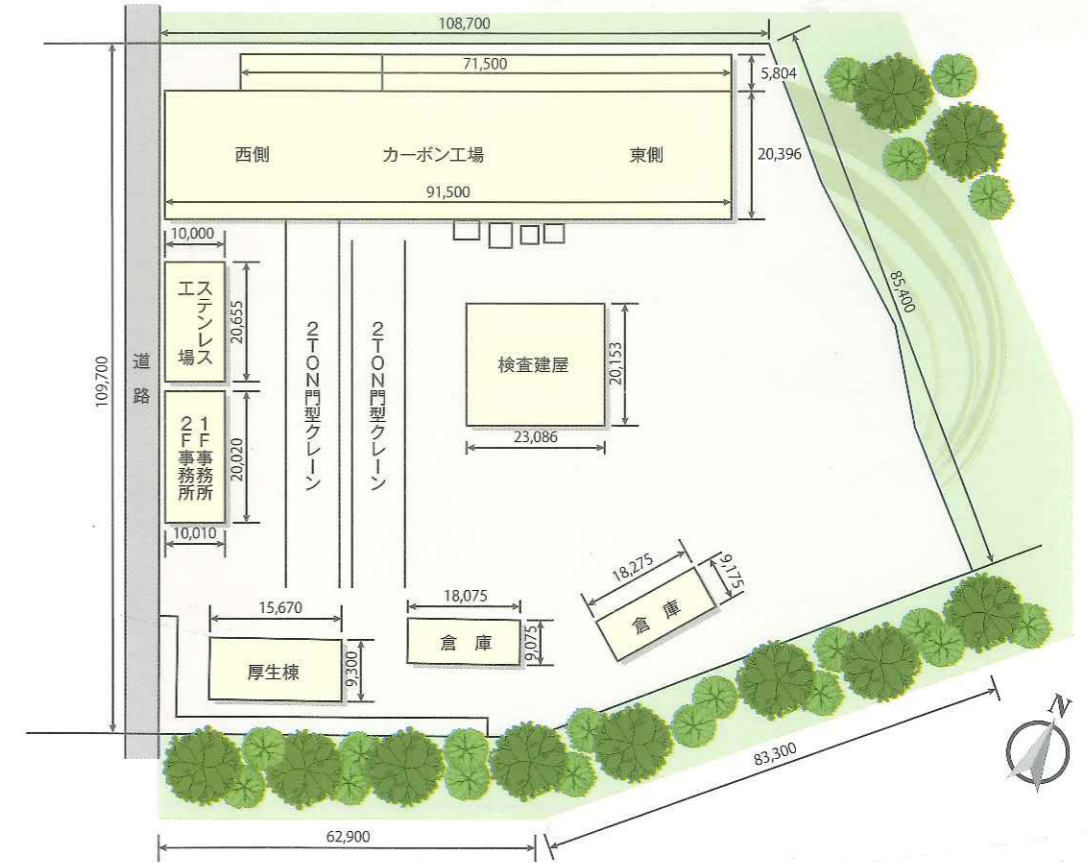 108,700
71,500
5,804
西側
カーボン工場
東側
20,396
91,500
10,000
ステンレス
工場
20,655
道路
109,700
2TON門型クレーン
2TON門型クレーン
検査建屋
20,153
23,086
85,400
1F事務所
2F事務所
20,020
10,010
15,670
厚生棟
9,300
18,075
倉庫
9,075
18,275
9,175
倉庫
N
83,300
62,900